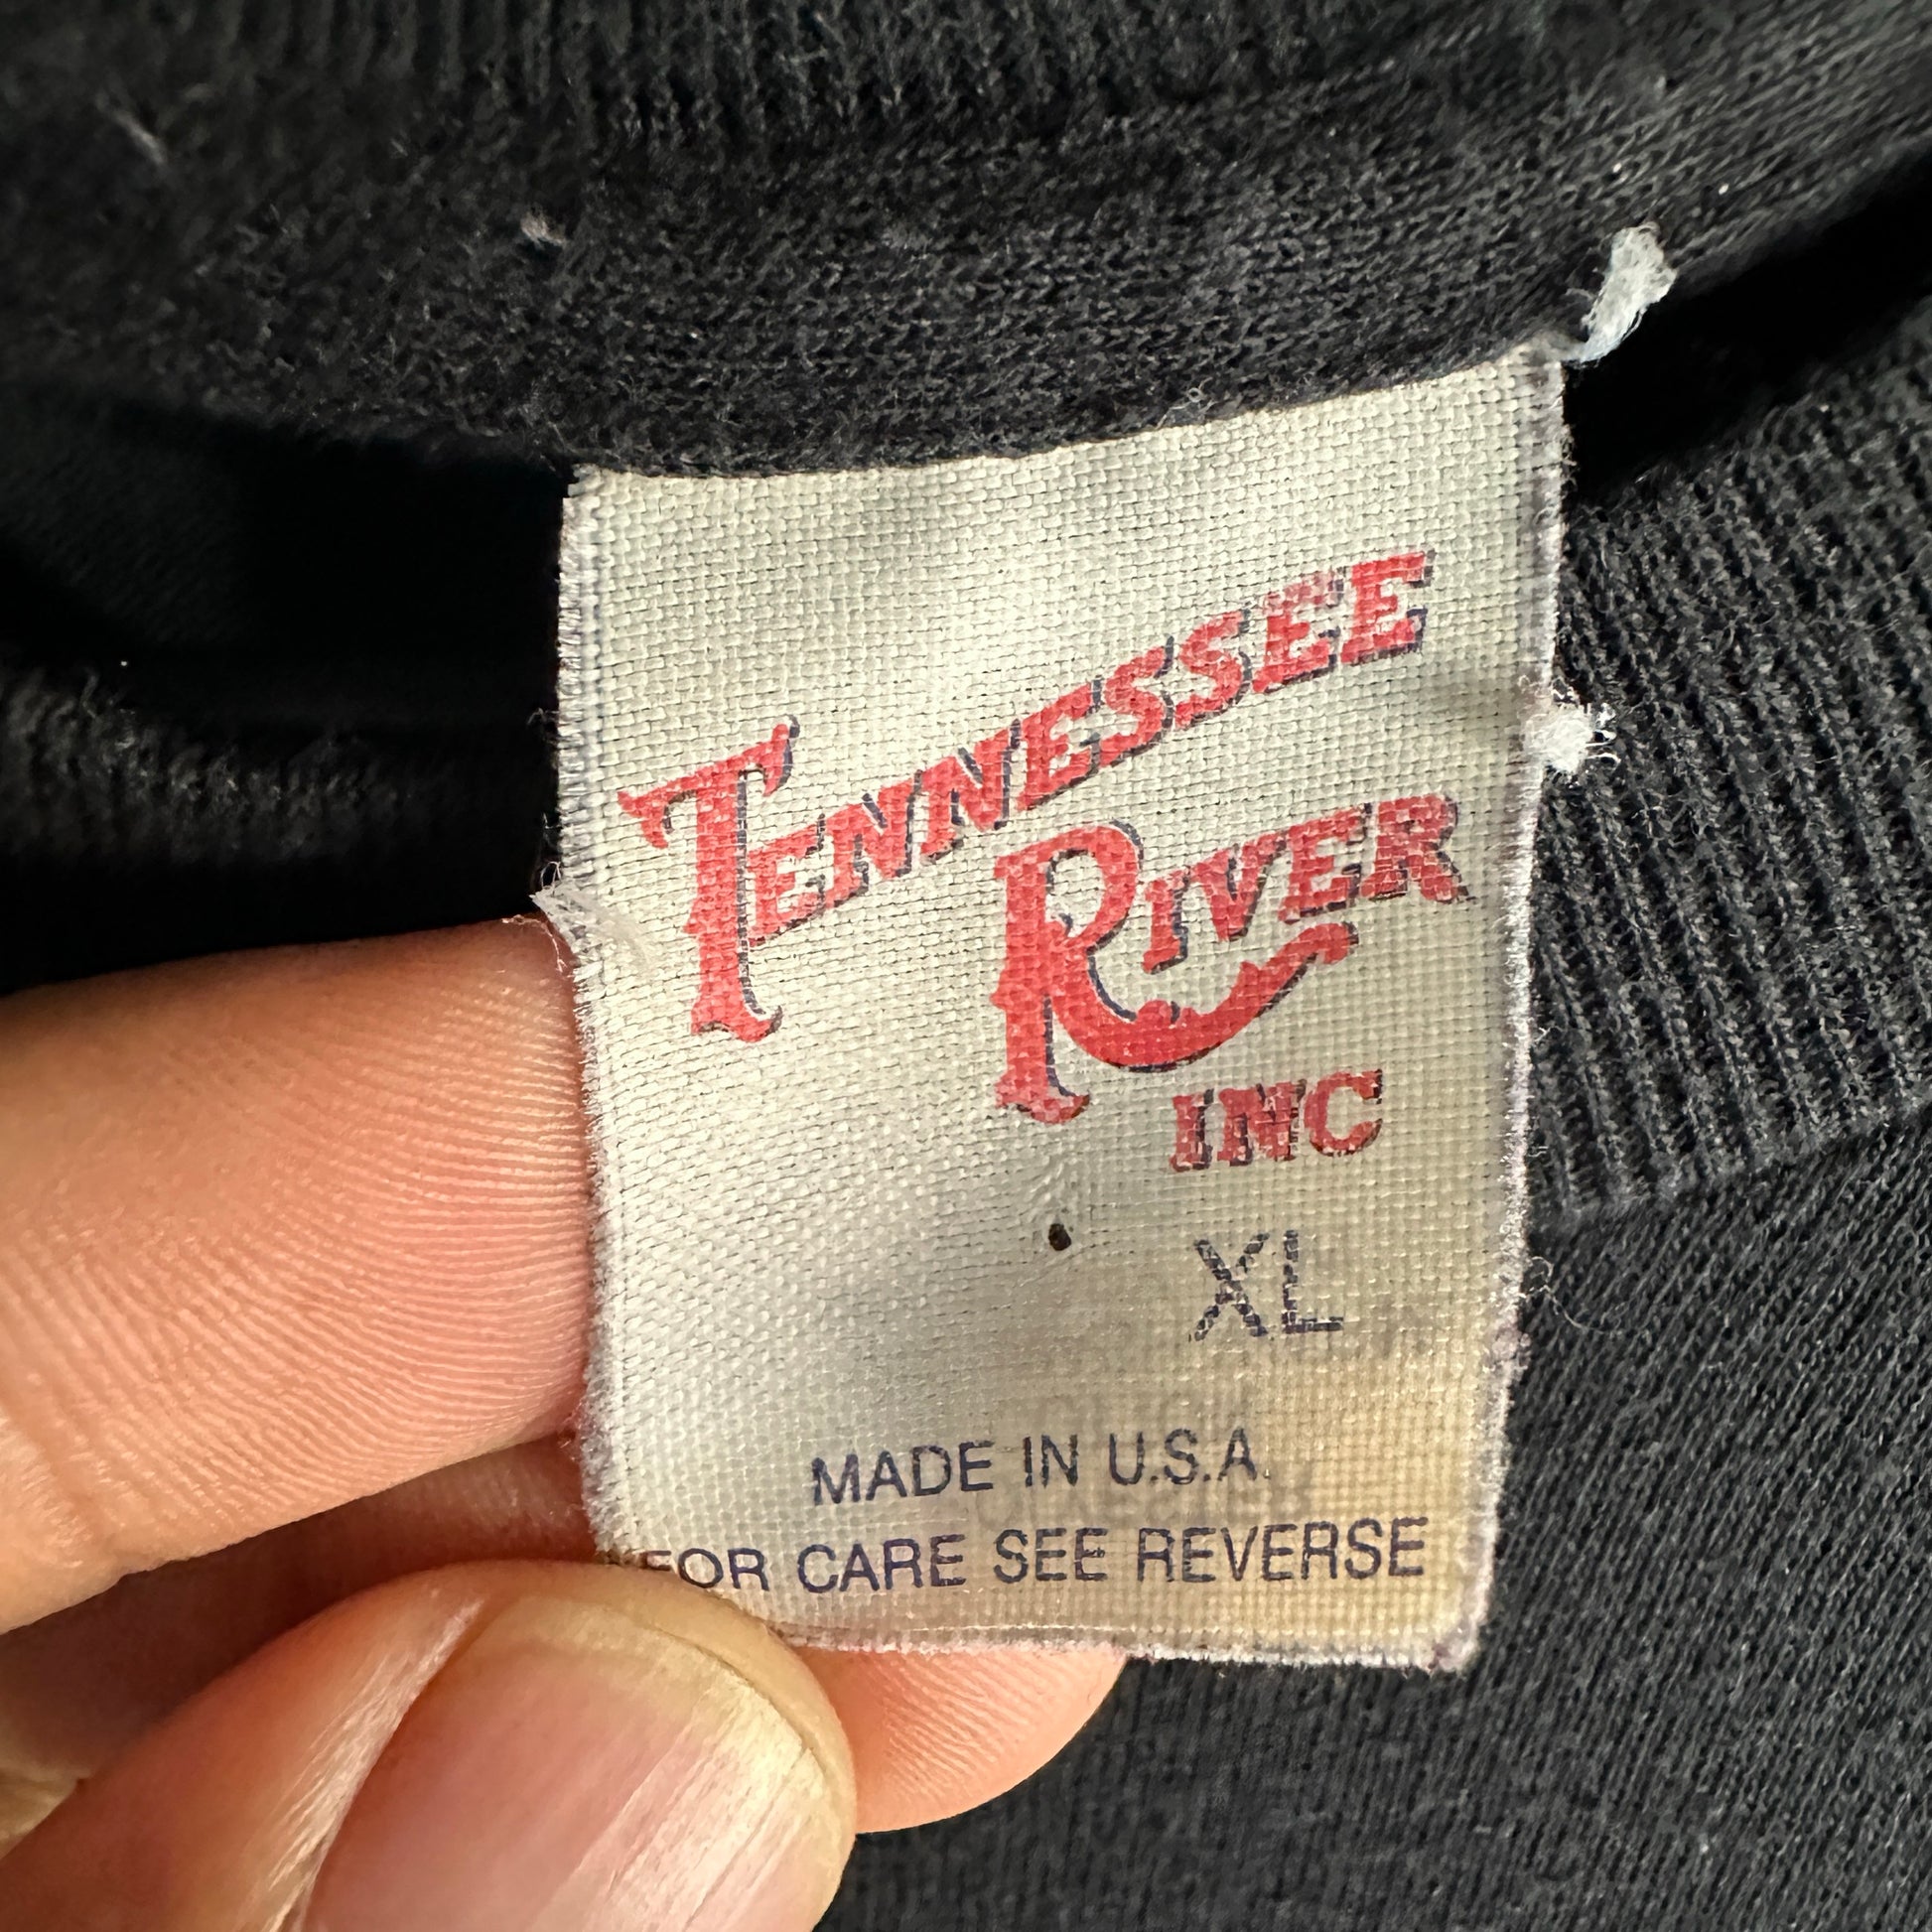 TENNESSEE
RIVER
INC
XL
MADE IN U.S.A.
FOR CARE SEE REVERSE